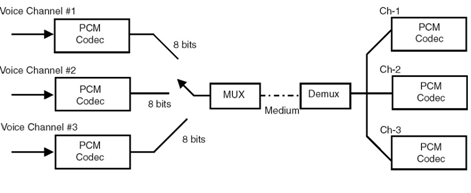 Voice Channel #1
PCM
Codec
8 bits
Voice Channel #2
PCM
Codec
8 bits
Voice Channel #3
PCM
Codec
8 bits
MUX
Medium
Demux
Ch-1
PCM
Codec
Ch-2
PCM
Codec
Ch-3
PCM
Codec